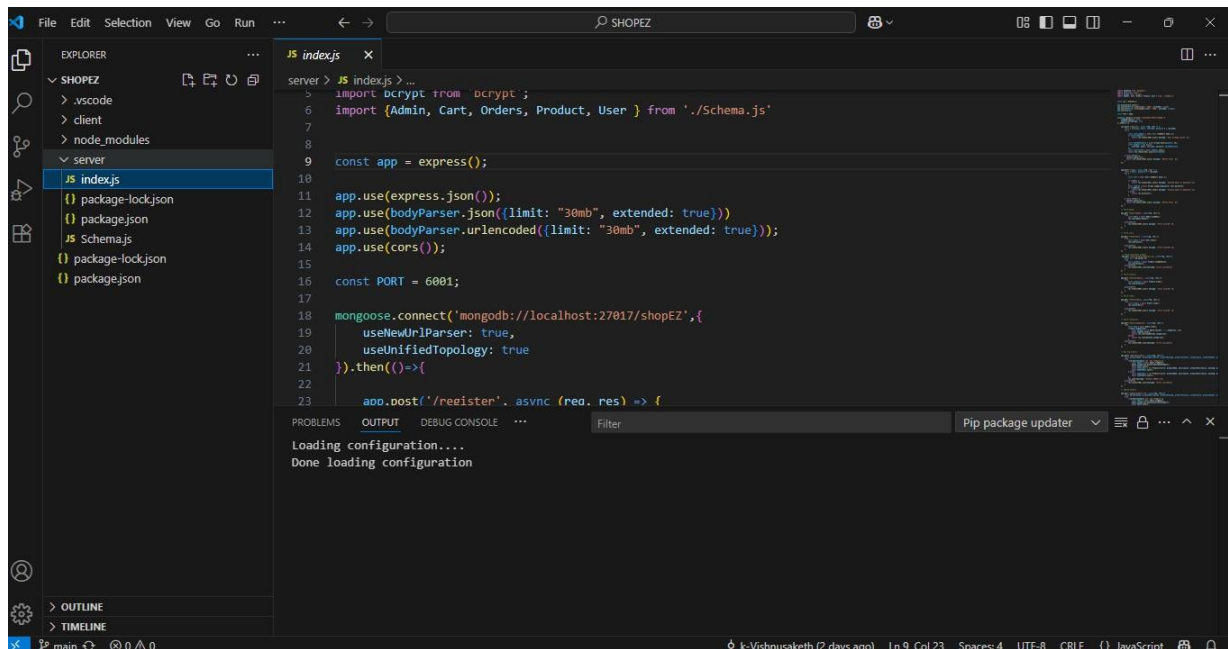 File Edit Selection View Go Run ··· SHOPEZ
EXPLORER ···
SHOPEZ
.vscode
client
node_modules
server
JS index.js
{} package-lock.json
{} package.json
JS Schema.js
{} package-lock.json
{} package.json
OUTLINE
TIMELINE
JS index.js
server > JS index.js > ...
5 import bcrypt from 'bcrypt';
6 import {Admin, Cart, Orders, Product, User } from './Schema.js'
7
8
9 const app = express();
10
11 app.use(express.json());
12 app.use(bodyParser.json({limit: "30mb", extended: true}))
13 app.use(bodyParser.urlencoded({limit: "30mb", extended: true}));
14 app.use(cors());
15
16 const PORT = 6001;
17
18 mongoose.connect('mongodb://localhost:27017/shopEZ',{
19 useNewUrlParser: true,
20 useUnifiedTopology: true
21 }).then(()=>{
22
23 app.post('/register', async (req, res) => {
PROBLEMS OUTPUT DEBUG CONSOLE ··· Filter Pip package updater
Loading configuration....
Done loading configuration
main 0 0 k-Vishnusaketh (2 days ago) Ln 9, Col 23 Spaces: 4 UTF-8 CRLF {} JavaScript